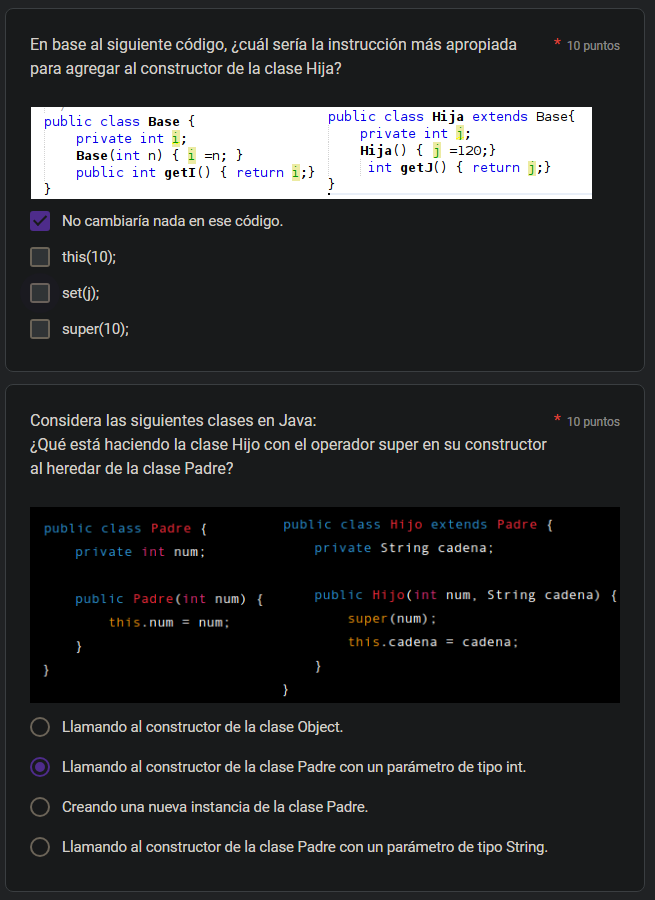 En base al siguiente código, ¿cuál sería la instrucción más apropiada
para agregar al constructor de la clase Hija?
* 10 puntos
public class Base {
private int i;
Base(int n) { i =n; }
public int getI() { return i;}
}
public class Hija extends Base{
private int j;
Hija() { j =120;}
int getJ() { return j;}
}
No cambiaría nada en ese código.
this(10);
set(j);
super(10);
Considera las siguientes clases en Java:
* 10 puntos
¿Qué está haciendo la clase Hijo con el operador super en su constructor
al heredar de la clase Padre?
public class Padre {
private int num;
public Padre(int num) {
this.num = num;
}
}
public class Hijo extends Padre {
private String cadena;
public Hijo(int num, String cadena) {
super(num);
this.cadena = cadena;
}
}
Llamando al constructor de la clase Object.
Llamando al constructor de la clase Padre con un parámetro de tipo int.
Creando una nueva instancia de la clase Padre.
Llamando al constructor de la clase Padre con un parámetro de tipo String.